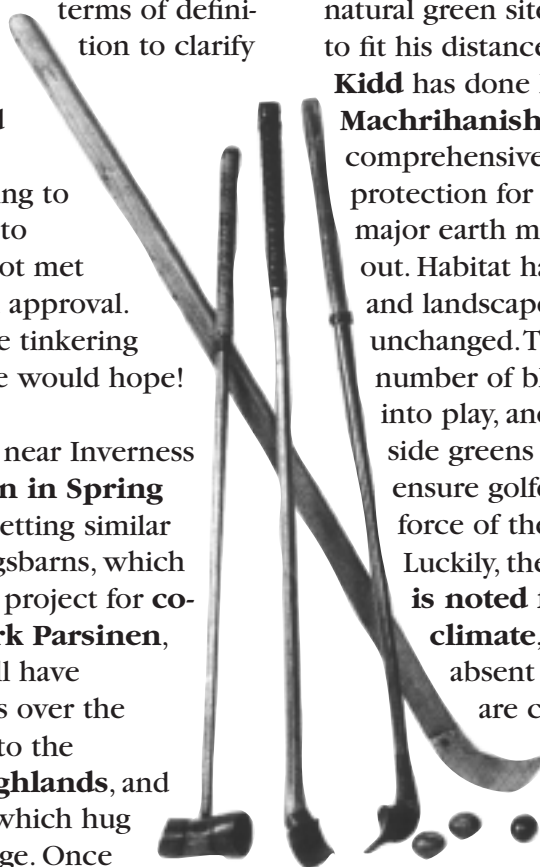 terms of defini-
tion to clarify
ng to
to
ot met
approval.
e tinkering
e would hope!
near Inverness
n in Spring
etting similar
gsbarns, which
project for co-
rk Parsinen,
ll have
s over the
to the
ghlands, and
which hug
ge. Once
natural green site
to fit his distance
Kidd has done
Machrihanish
comprehensive
protection for
major earth m
out. Habitat ha
and landscape
unchanged. T
number of bl
into play, and
side greens
ensure golfe
force of the
Luckily, the
is noted
climate,
absent
are c